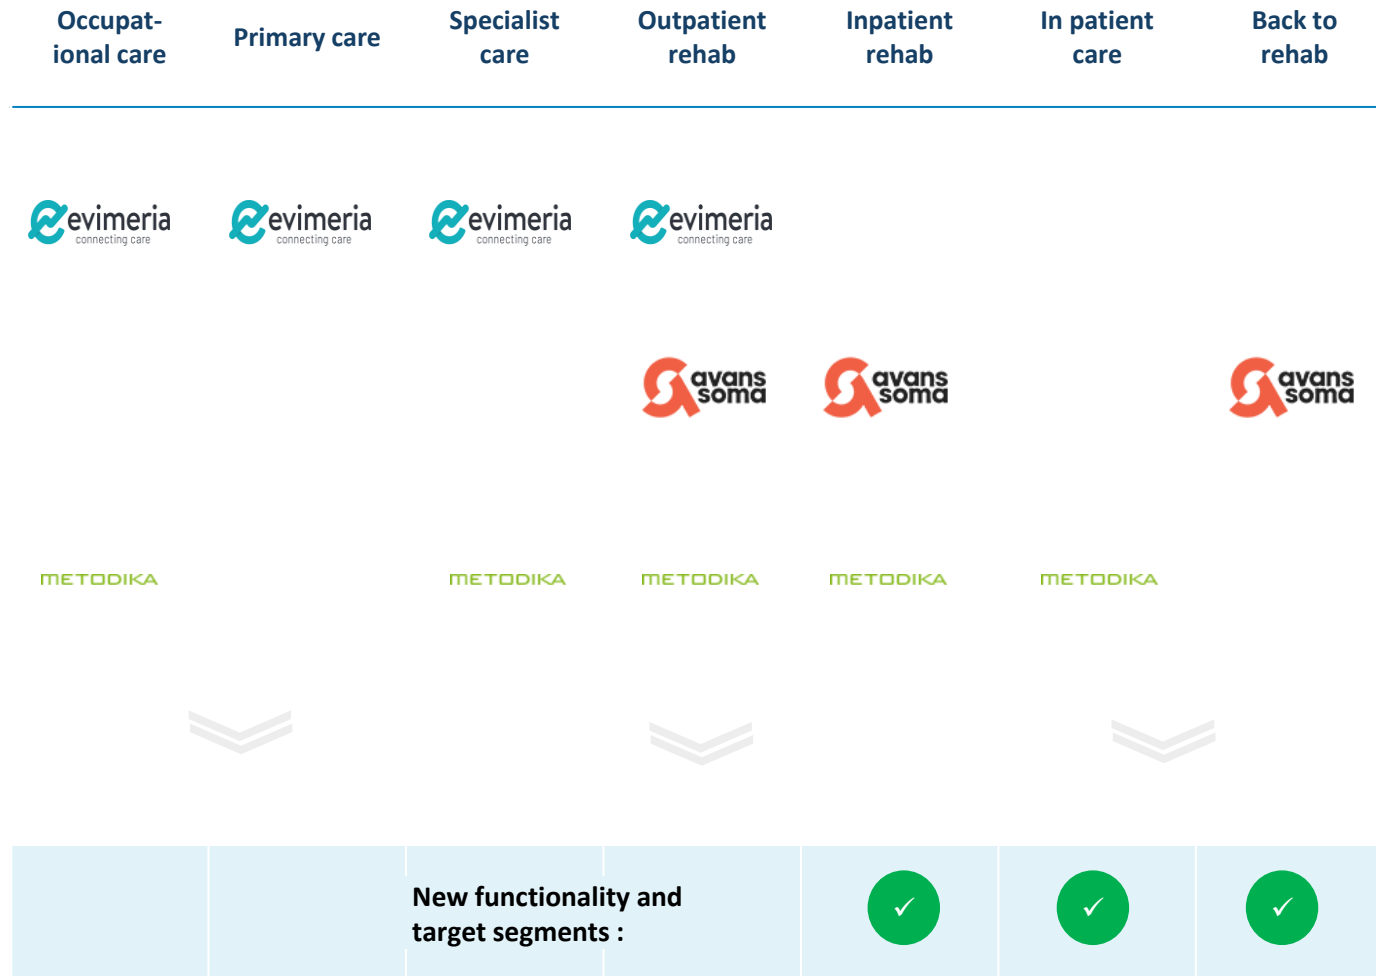 Occupat-
ional care
Primary care
Specialist
care
Outpatient
rehab
Inpatient
rehab
In patient
care
Back to
rehab
evimeria
connecting care
evimeria
connecting care
evimeria
connecting care
evimeria
connecting care
avans
soma
avans
soma
avans
soma
METODIKA
METODIKA
METODIKA
METODIKA
METODIKA
New functionality and
target segments :